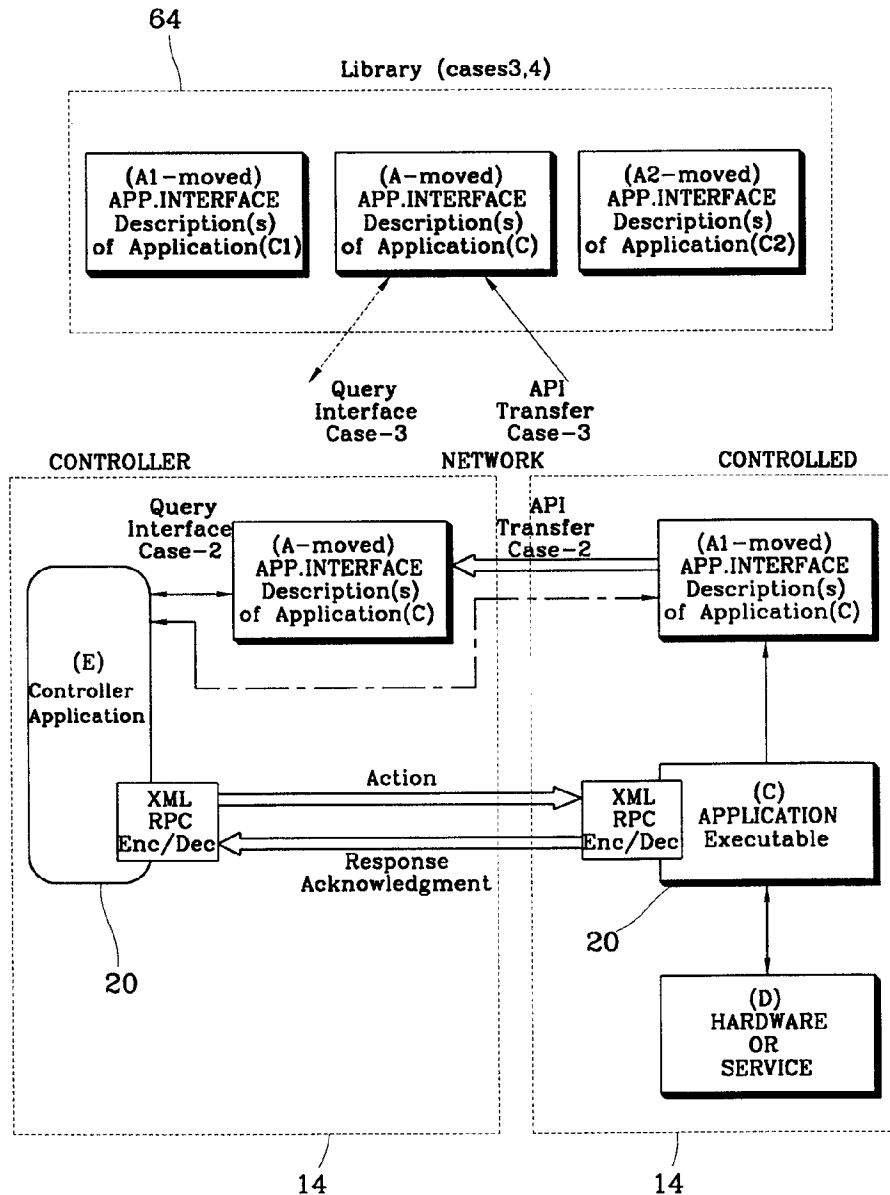 64
Library (cases3,4)
(A1-moved)
APP.INTERFACE
Description(s)
of Application(C1)
(A-moved)
APP.INTERFACE
Description(s)
of Application(C)
(A2-moved)
APP.INTERFACE
Description(s)
of Application(C2)
Query
Interface
Case-3
API
Transfer
Case-3
CONTROLLER
NETWORK
CONTROLLED
Query
Interface
Case-2
(A-moved)
APP.INTERFACE
Description(s)
of Application(C)
API
Transfer
Case-2
(A1-moved)
APP.INTERFACE
Description(s)
of Application(C)
(E)
Controller
Application
XML
RPC
Enc/Dec
Action
Response
Acknowledgment
XML
RPC
Enc/Dec
(C)
APPLICATION
Executable
20
20
(D)
HARDWARE
OR
SERVICE
14
14